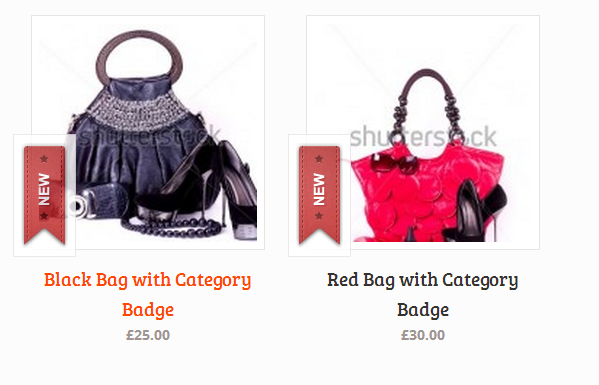 shutterstock
shutterstock
NEW
NEW
Black Bag with Category
Badge
£25.00
Red Bag with Category
Badge
£30.00